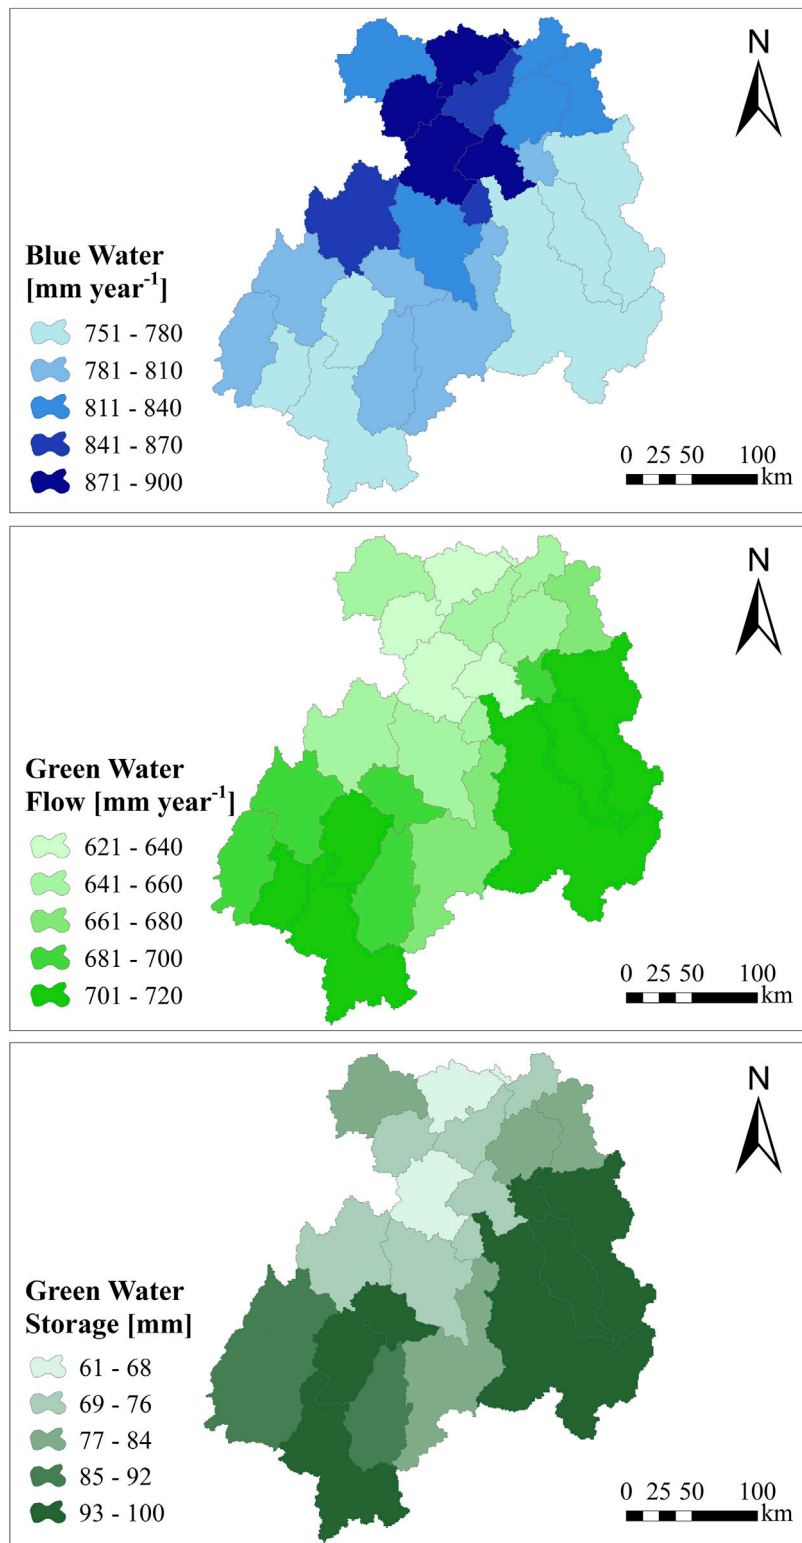 N
Blue Water
[mm year⁻¹]
751 - 780
781 - 810
811 - 840
841 - 870
871 - 900
0 25 50 100
km
N
Green Water
Flow [mm year⁻¹]
621 - 640
641 - 660
661 - 680
681 - 700
701 - 720
0 25 50 100
km
N
Green Water
Storage [mm]
61 - 68
69 - 76
77 - 84
85 - 92
93 - 100
0 25 50 100
km